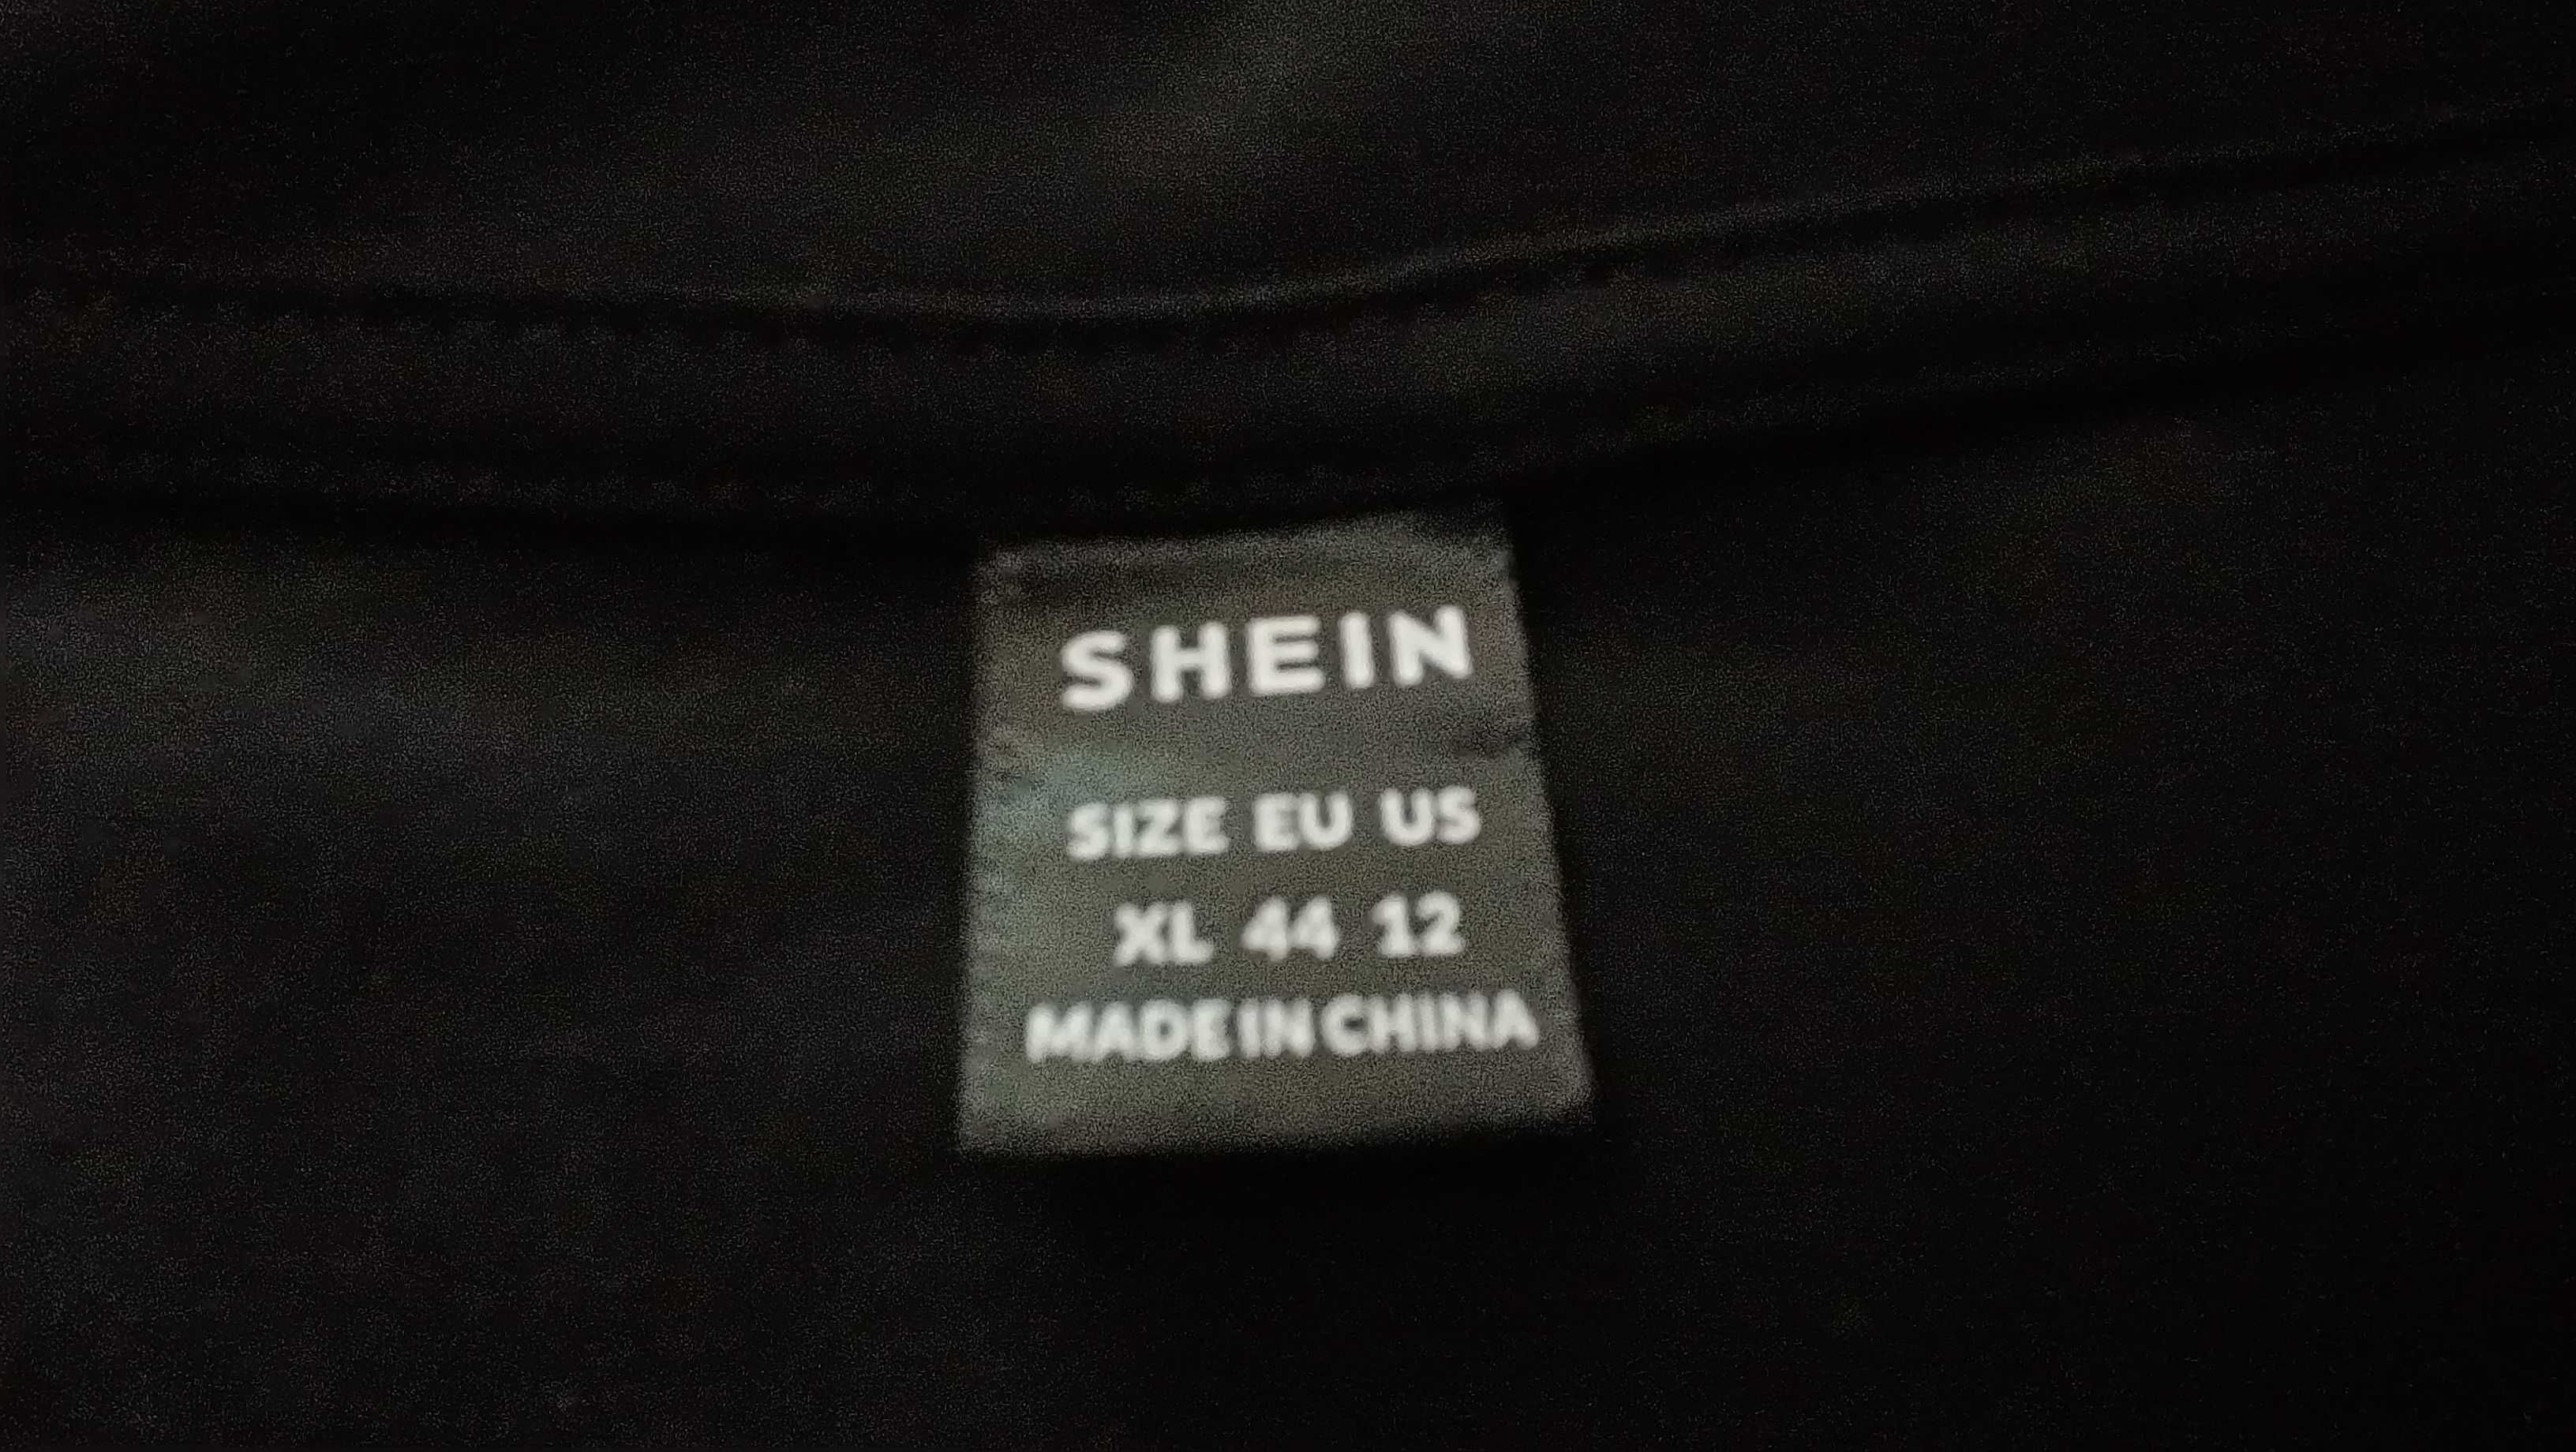 SHEIN
SIZE EU US
XL 44 12
MADE IN CHINA